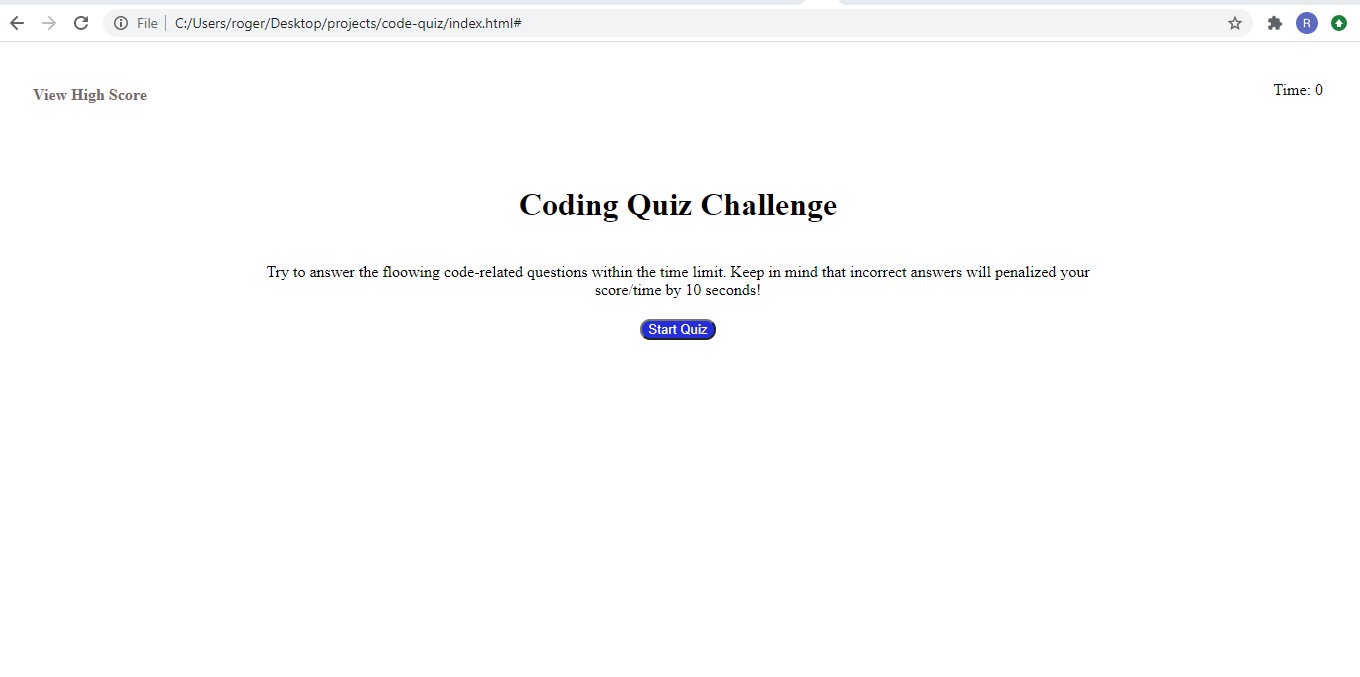 File C:/Users/roger/Desktop/projects/code-quiz/index.html#
R
View High Score
Time: 0
Coding Quiz Challenge
Try to answer the floowing code-related questions within the time limit. Keep in mind that incorrect answers will penalized your
score/time by 10 seconds!
Start Quiz